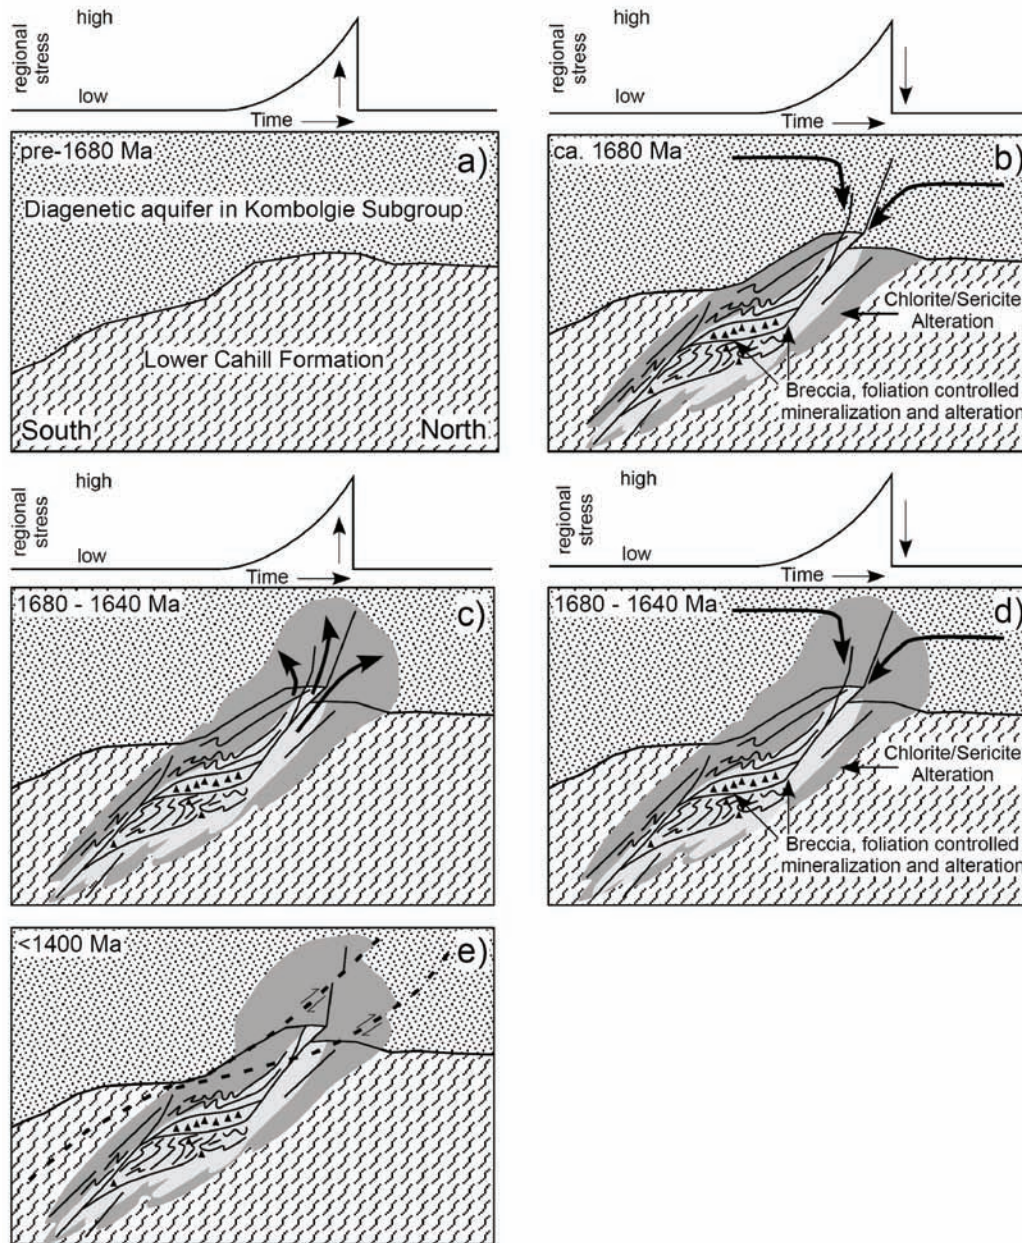 regional
stress
high
low
Time
pre-1680 Ma
a)
Diagenetic aquifer in Kombolgie Subgroup
Lower Cahill Formation
South
North
regional
stress
high
low
Time
ca. 1680 Ma
b)
Chlorite/Sericite
Alteration
Breccia, foliation controlled
mineralization and alteration
regional
stress
high
low
Time
1680 - 1640 Ma
c)
regional
stress
high
low
Time
1680 - 1640 Ma
d)
Chlorite/Sericite
Alteration
Breccia, foliation controlled
mineralization and alteration
<1400 Ma
e)